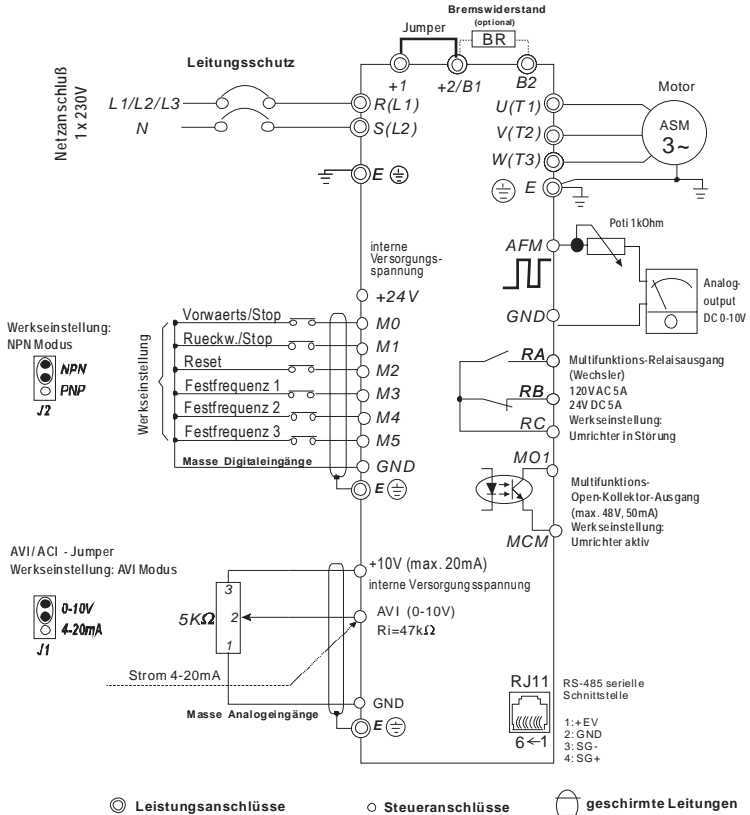 Bremswiderstand
(optional)
Jumper
BR
Leitungsschutz
+1
+2/B1
B2
Netzanschluß
1 x 230V
L1/L2/L3
R(L1)
N
S(L2)
E
U(T1)
V(T2)
W(T3)
E
Motor
ASM
3~
interne
Versorgungs-
spannung
+24V
Werkseinstellung:
NPN Modus
NPN
PNP
J2
Werkseinstellung
Vorwaerts/Stop
M0
Rueckw./Stop
M1
Reset
M2
Festfrequenz 1
M3
Festfrequenz 2
M4
Festfrequenz 3
M5
Masse Digitaleingänge
GND
E
AFM
Poti 1kOhm
GND
Analog-
output
DC 0-10V
RA
RB
RC
Multifunktions-Relaisausgang
(Wechsler)
120VAC 5A
24V DC 5A
Werkseinstellung:
Umrichter in Störung
MO1
MCM
Multifunktions-
Open-Kollektor-Ausgang
(max. 48V, 50mA)
Werkseinstellung:
Umrichter aktiv
AVI/ACI - Jumper
Werkseinstellung: AVI Modus
0-10V
4-20mA
J1
+10V (max. 20mA)
interne Versorgungsspannung
3
5KΩ
2
1
AVI (0-10V)
Ri=47kΩ
Strom 4-20mA
GND
Masse Analogeingänge
E
RJ11
6←1
RS-485 serielle
Schnittstelle
1:+EV
2: GND
3: SG-
4: SG+
Leistungsanschlüsse
Steueranschlüsse
geschirmte Leitungen